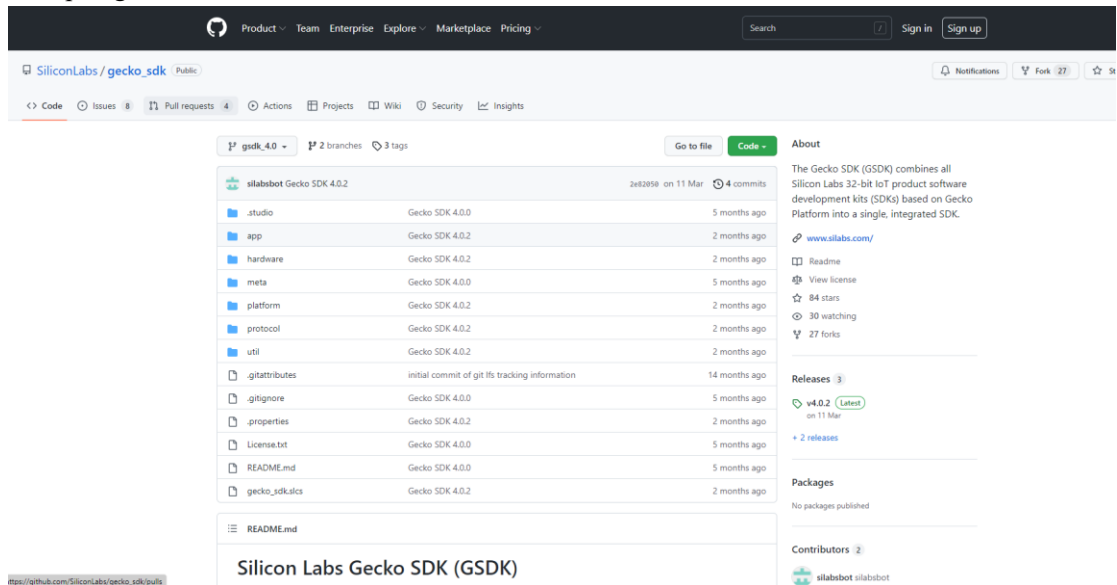 Product Team Enterprise Explore Marketplace Pricing Search / Sign in Sign up
SiliconLabs / gecko_sdk Public Notifications Fork 27
<> Code Issues 8 Pull requests 4 Actions Projects Wiki Security Insights
gsdk_4.0 2 branches 3 tags Go to file Code
silabsbot Gecko SDK 4.0.2 2e82050 on 11 Mar 4 commits
.studio Gecko SDK 4.0.0 5 months ago
app Gecko SDK 4.0.2 2 months ago
hardware Gecko SDK 4.0.2 2 months ago
meta Gecko SDK 4.0.0 5 months ago
platform Gecko SDK 4.0.2 2 months ago
protocol Gecko SDK 4.0.2 2 months ago
util Gecko SDK 4.0.2 2 months ago
.gitattributes initial commit of git lfs tracking information 14 months ago
.gitignore Gecko SDK 4.0.0 5 months ago
.properties Gecko SDK 4.0.2 2 months ago
License.txt Gecko SDK 4.0.0 5 months ago
README.md Gecko SDK 4.0.0 5 months ago
gecko_sdk.slcs Gecko SDK 4.0.2 2 months ago
README.md
Silicon Labs Gecko SDK (GSDK)
About
The Gecko SDK (GSDK) combines all
Silicon Labs 32-bit IoT product software
development kits (SDKs) based on Gecko
Platform into a single, integrated SDK.
www.silabs.com/
Readme
View license
84 stars
30 watching
27 forks
Releases 3
v4.0.2 Latest
on 11 Mar
+ 2 releases
Packages
No packages published
Contributors 2
silabsbot silabsbot
ttps://github.com/SiliconLabs/gecko_sdk/pulls